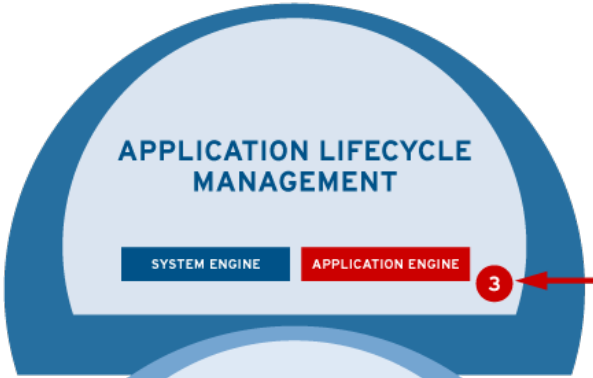 APPLICATION LIFECYCLE
MANAGEMENT
SYSTEM ENGINE
APPLICATION ENGINE
3